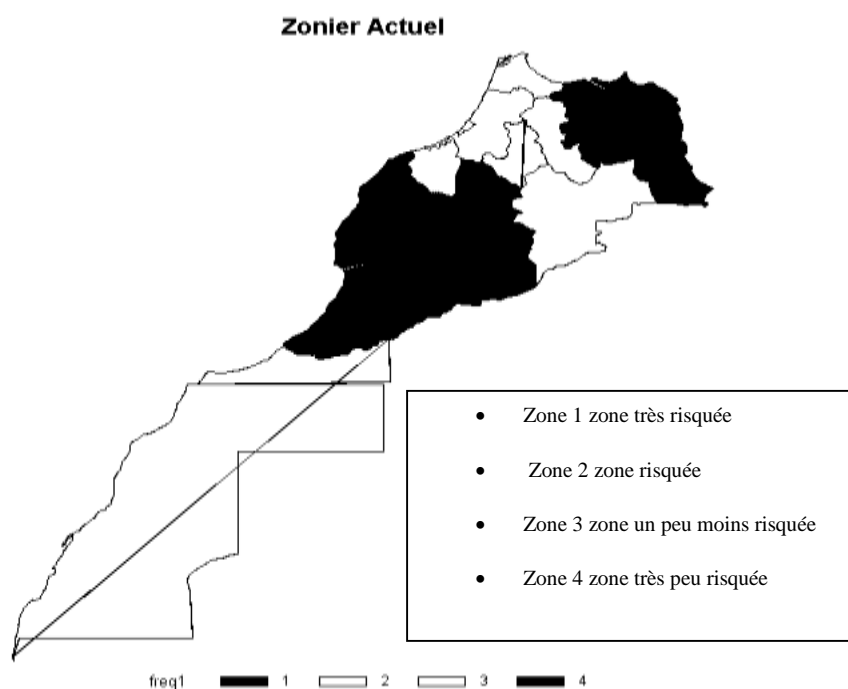 Zonier Actuel
• Zone 1 zone très risquée
• Zone 2 zone risquée
• Zone 3 zone un peu moins risquée
• Zone 4 zone très peu risquée
freq1 1 2 3 4